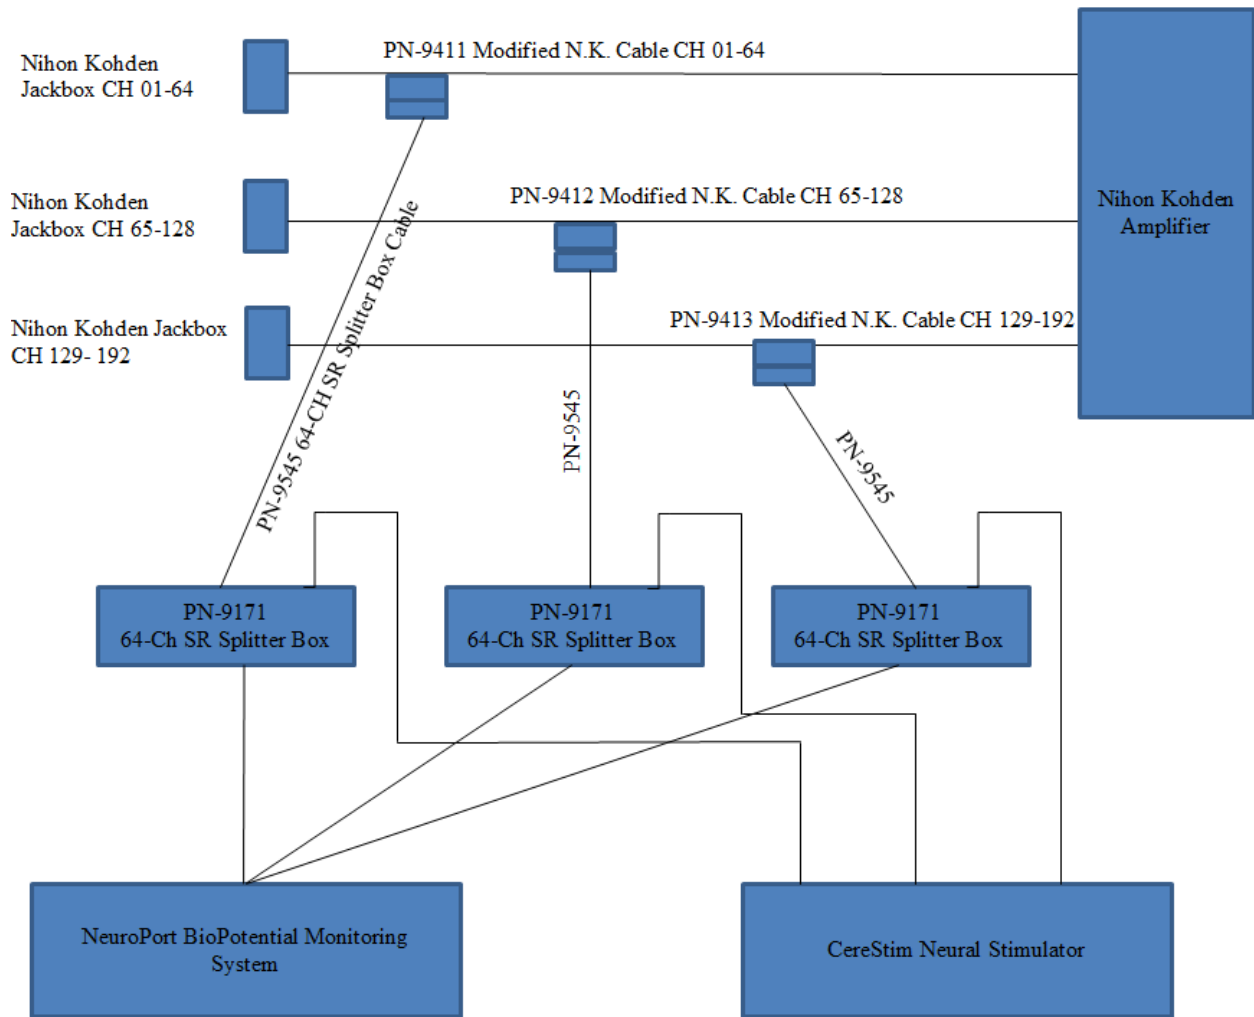 PN-9411 Modified N.K. Cable CH 01-64
Nihon Kohden
Jackbox CH 01-64
PN-9412 Modified N.K. Cable CH 65-128
Nihon Kohden
Jackbox CH 65-128
Nihon Kohden
Amplifier
PN-9413 Modified N.K. Cable CH 129-192
Nihon Kohden Jackbox
CH 129- 192
PN-9545 64-CH SR Splitter Box Cable
PN-9545
PN-9545
PN-9171
64-Ch SR Splitter Box
PN-9171
64-Ch SR Splitter Box
PN-9171
64-Ch SR Splitter Box
NeuroPort BioPotential Monitoring
System
CereStim Neural Stimulator